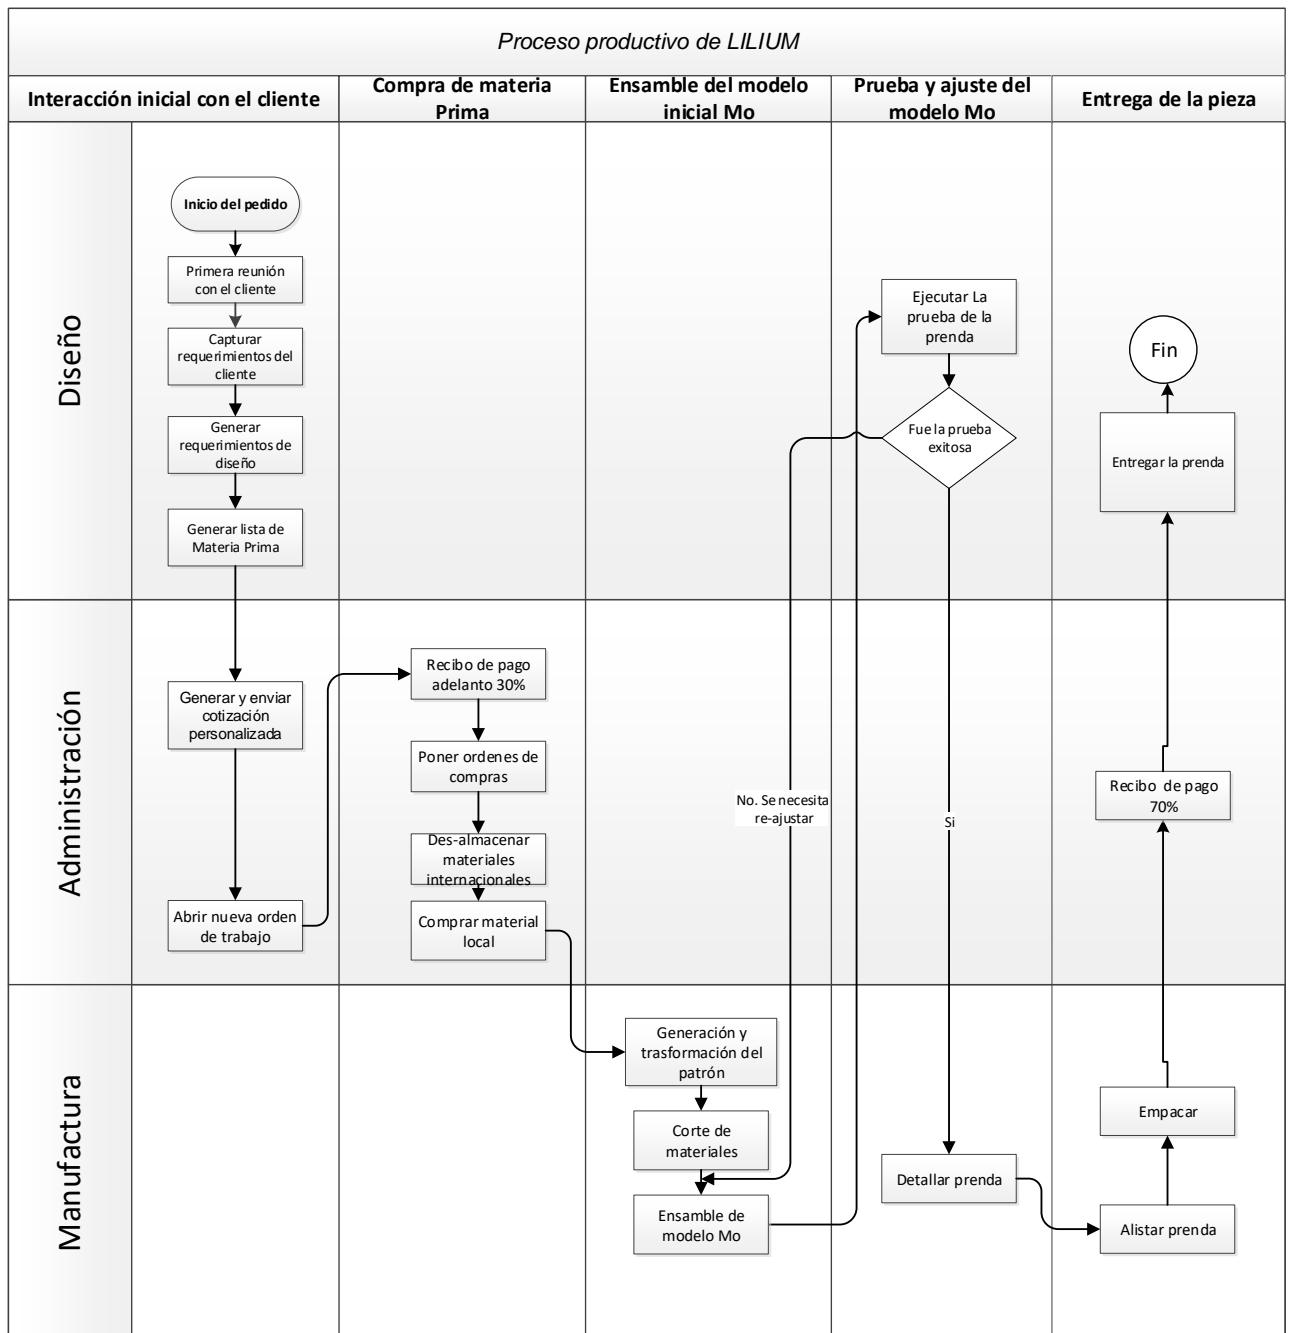 Proceso productivo de LILIUM
Interacción inicial con el cliente
Compra de materia
Prima
Ensamble del modelo
inicial Mo
Prueba y ajuste del
modelo Mo
Entrega de la pieza
Diseño
Inicio del pedido
Primera reunión
con el cliente
Capturar
requerimientos del
cliente
Generar
requerimientos de
diseño
Generar lista de
Materia Prima
Ejecutar La
prueba de la
prenda
Fue la prueba
exitosa
Fin
Entregar la prenda
Administración
Generar y enviar
cotización
personalizada
Abrir nueva orden
de trabajo
Recibo de pago
adelanto 30%
Poner ordenes de
compras
Des-almacenar
materiales
internacionales
Comprar material
local
No. Se necesita
re-ajustar
Si
Recibo de pago
70%
Manufactura
Generación y
trasformación del
patrón
Corte de
materiales
Ensamble de
modelo Mo
Detallar prenda
Empacar
Alistar prenda